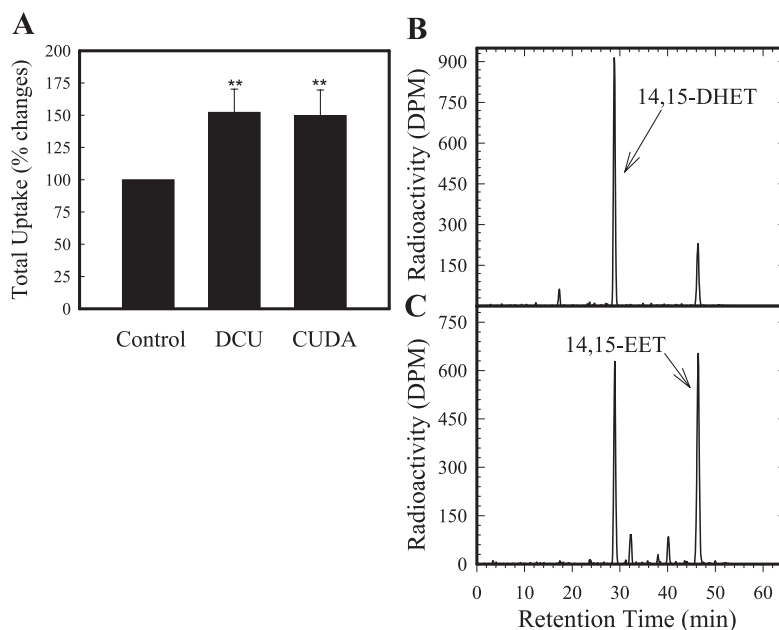 A
Total Uptake (% changes)
200
175
150
125
100
75
50
25
0
**
**
Control
DCU
CUDA
B
Radioactivity (DPM)
900
750
600
450
300
150
14,15-DHET
C
Radioactivity (DPM)
750
600
450
300
150
0
14,15-EET
0 10 20 30 40 50 60
Retention Time (min)